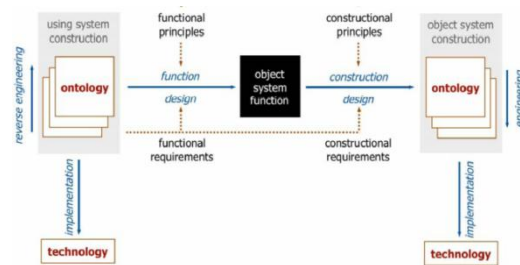 using system
construction
ontology
reverse engineering
implementation
technology
functional
principles
function
design
functional
requirements
object
system
function
constructional
principles
construction
design
constructional
requirements
object system
construction
ontology
engineering
implementation
technology